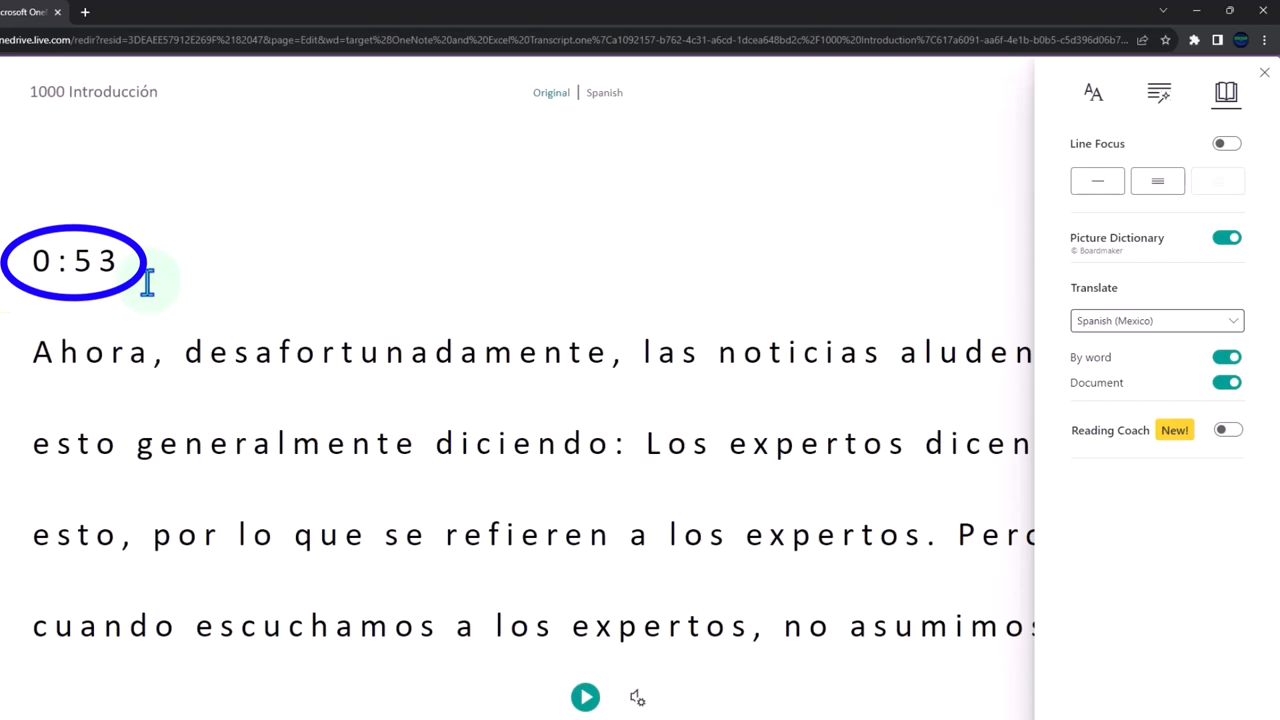 icrosoft One
nedrive.live.com/redir?resid=3DEAEE57912E269F%2182047&page=Edit&wd=target%28OneNote%20and%20Excel%20Transcript.one%7Ca1092157-b762-4c31-a6cd-1dcea648bd2c%2F1000%20Introduction%7C617a6091-aa6f-4e1b-b0b5-c5d396d06b7...
1000 Introducción
Original | Spanish
Line Focus
Picture Dictionary
© Boardmaker
Translate
Spanish (Mexico)
By word
Document
Reading Coach New!
0:53
Ahora, desafortunadamente, las noticias aluden
esto generalmente diciendo: Los expertos dicen
esto, por lo que se refieren a los expertos. Perc
cuando escuchamos a los expertos, no asumimos